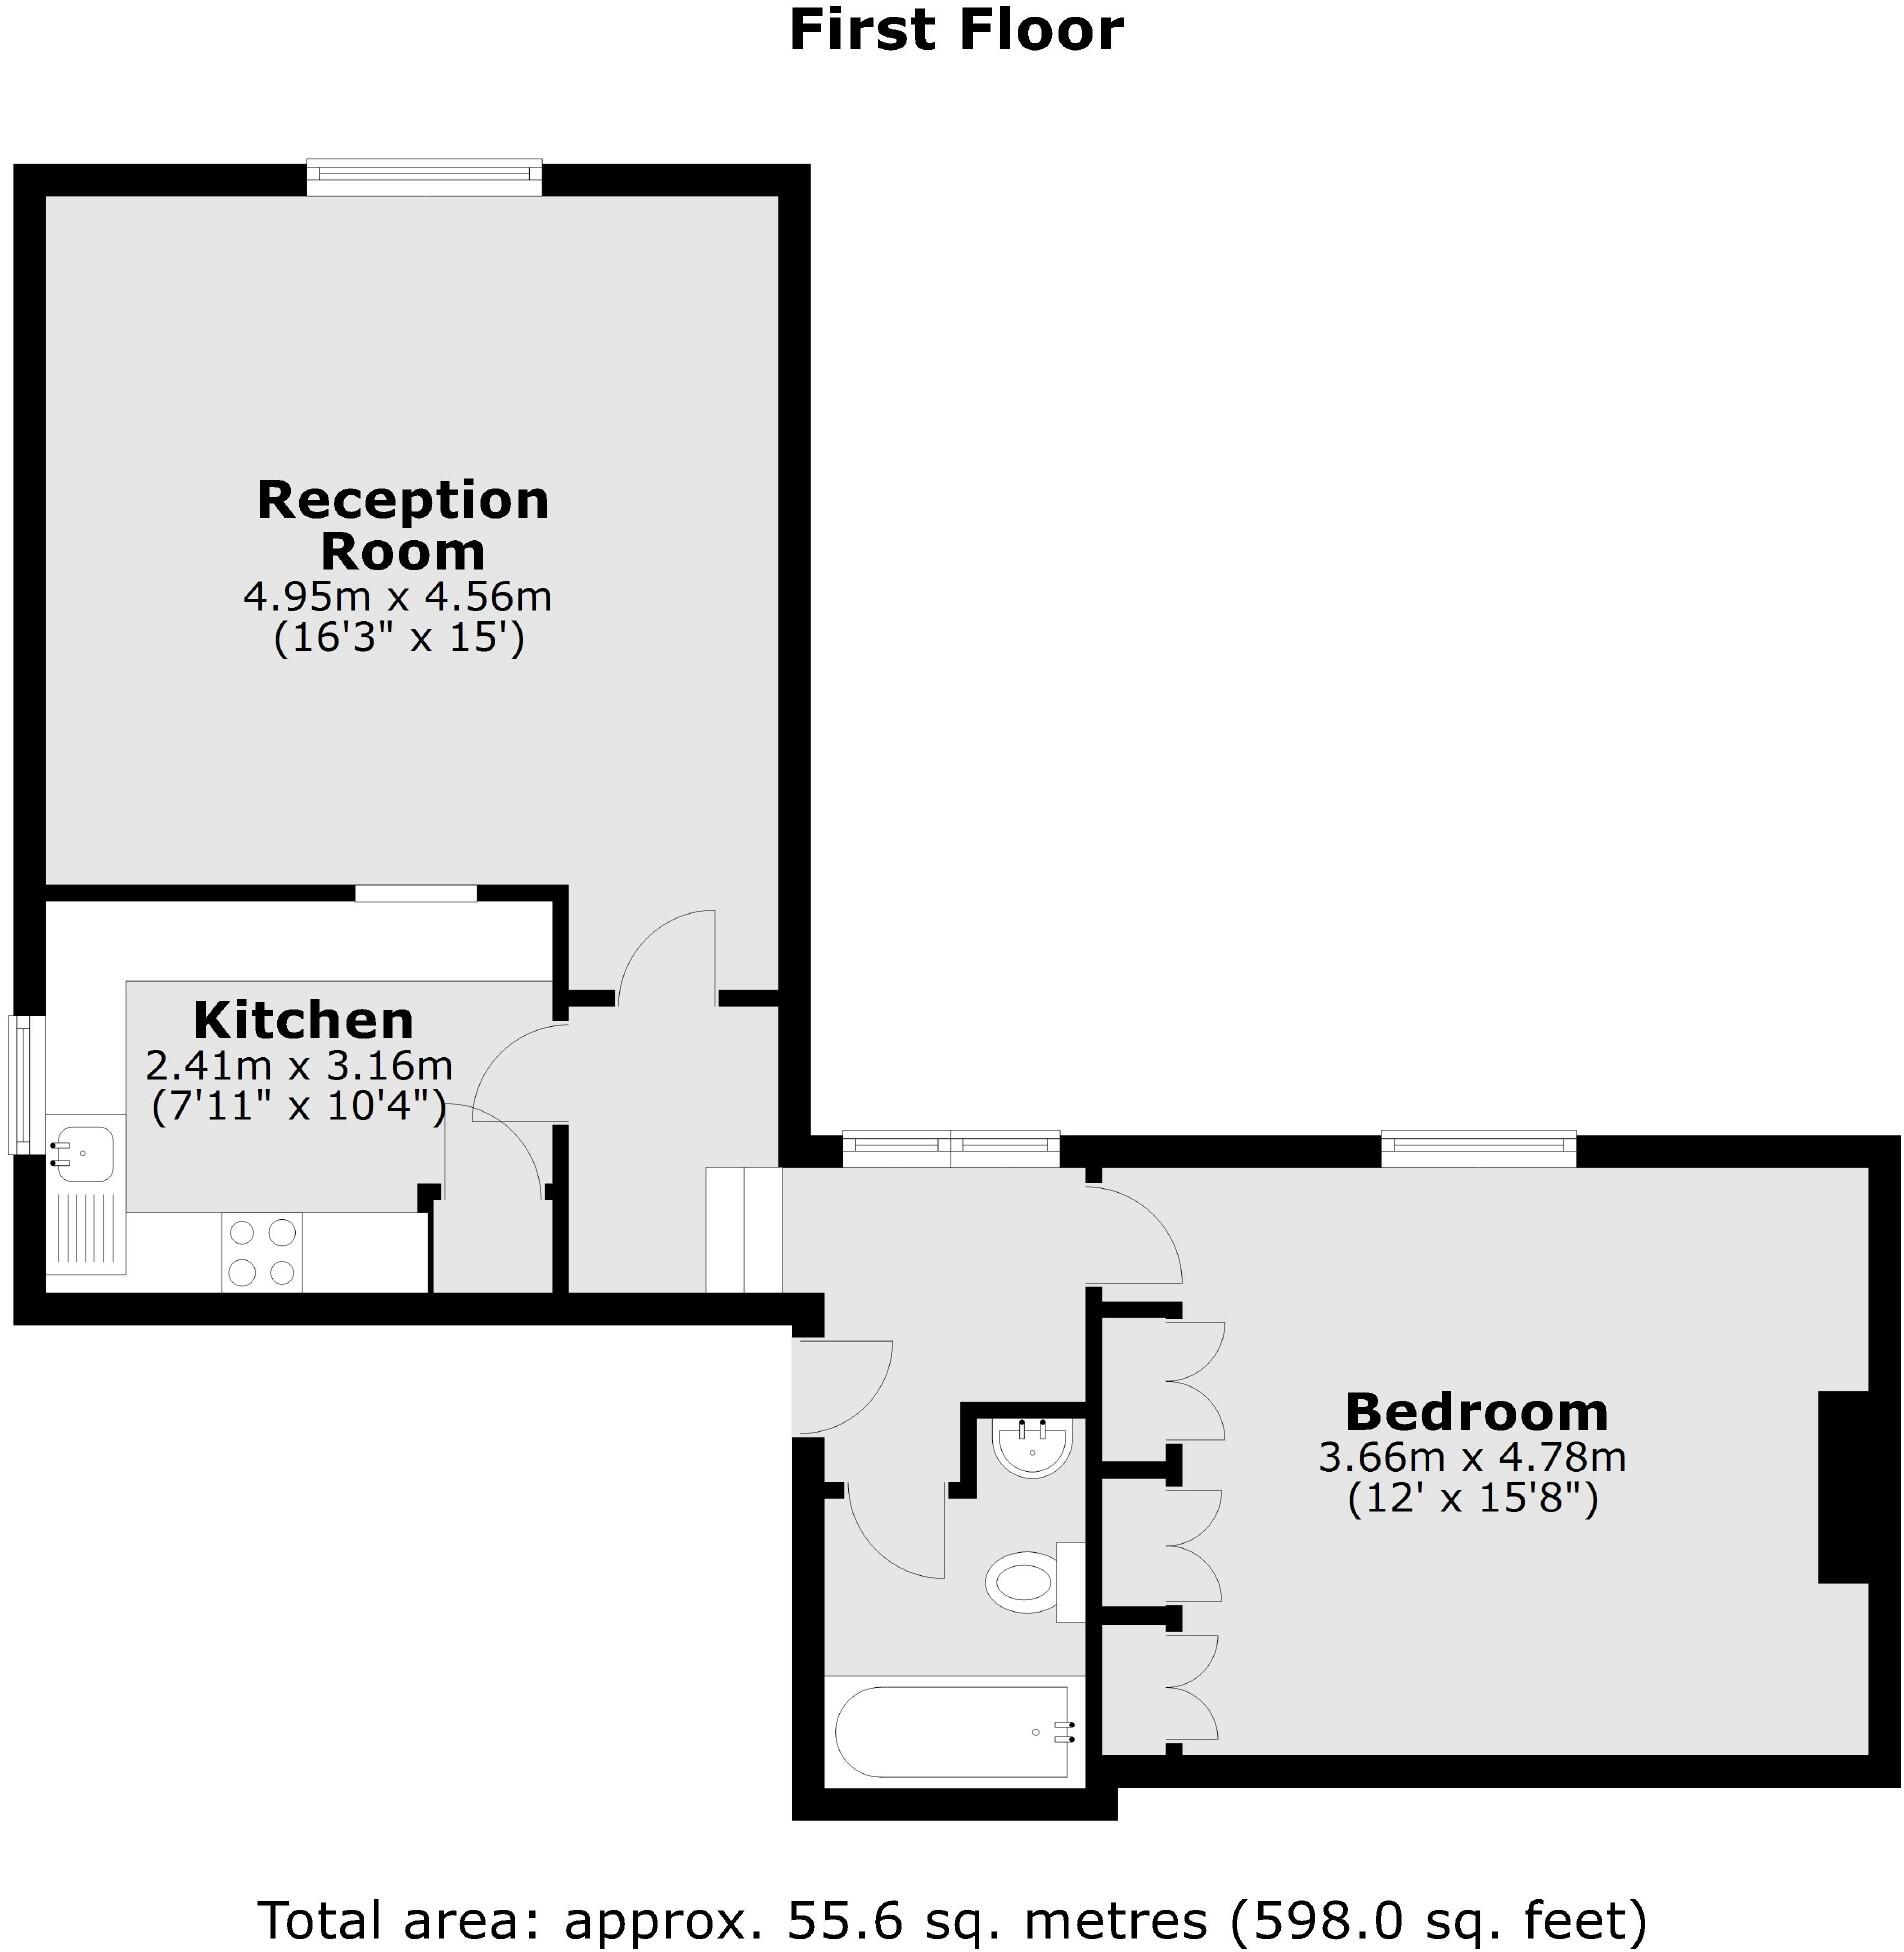 First Floor
Reception
Room
4.95m x 4.56m
(16'3" x 15')
Kitchen
2.41m x 3.16m
(7'11" x 10'4")
Bedroom
3.66m x 4.78m
(12' x 15'8")
Total area: approx. 55.6 sq. metres (598.0 sq. feet)